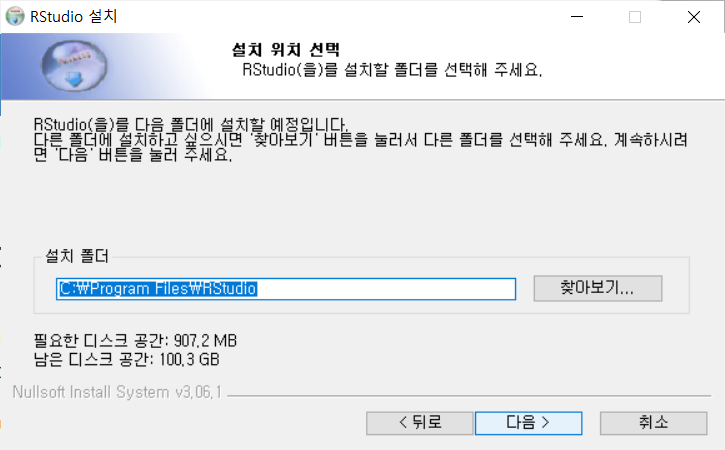 RStudio 설치
설치 위치 선택
RStudio(을)를 설치할 폴더를 선택해 주세요.
RStudio(을)를 다음 폴더에 설치할 예정입니다.
다른 폴더에 설치하고 싶으시면 '찾아보기' 버튼을 눌러서 다른 폴더를 선택해 주세요. 계속하시려
면 '다음' 버튼을 눌러 주세요.
설치 폴더
C:₩Program Files₩RStudio
찾아보기...
필요한 디스크 공간: 907.2 MB
남은 디스크 공간: 100.3 GB
Nullsoft Install System v3.06.1
< 뒤로
다음 >
취소